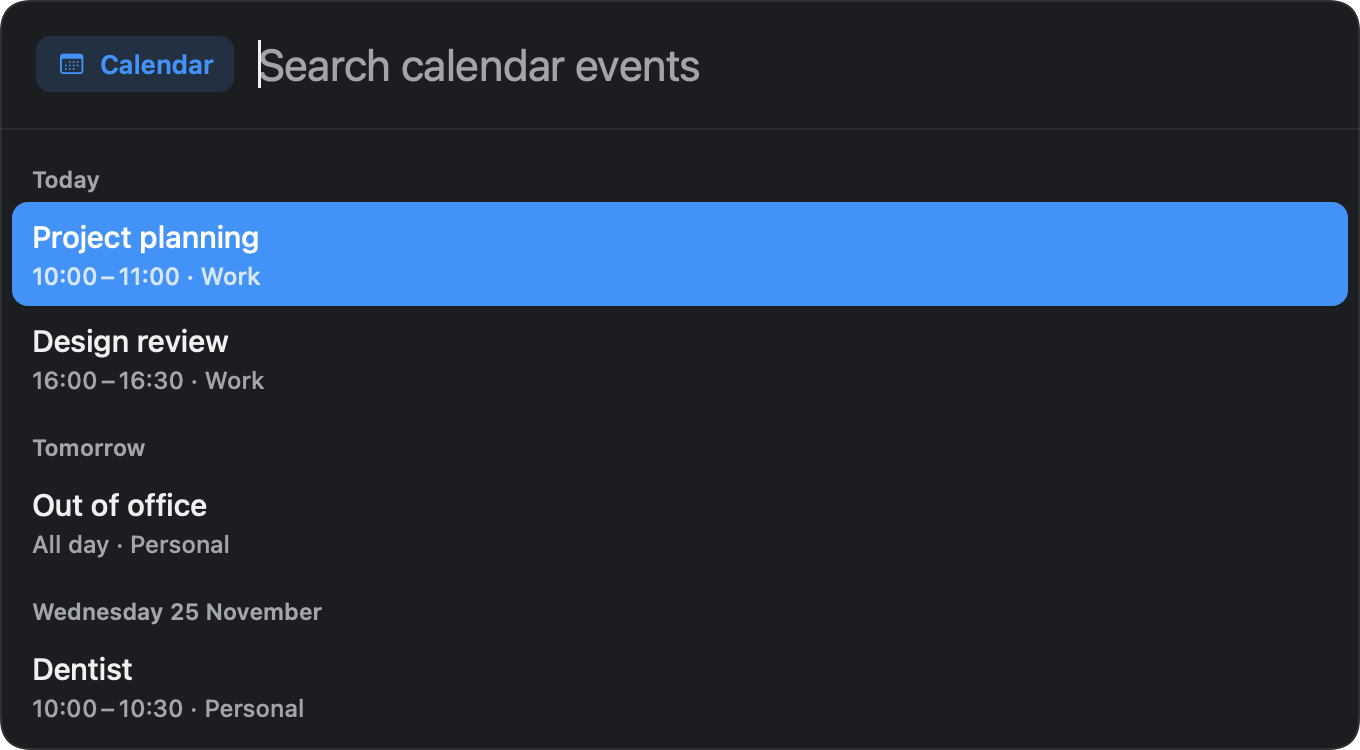 Calendar
Search calendar events
Today
Project planning
10:00–11:00 · Work
Design review
16:00–16:30 · Work
Tomorrow
Out of office
All day · Personal
Wednesday 25 November
Dentist
10:00–10:30 · Personal